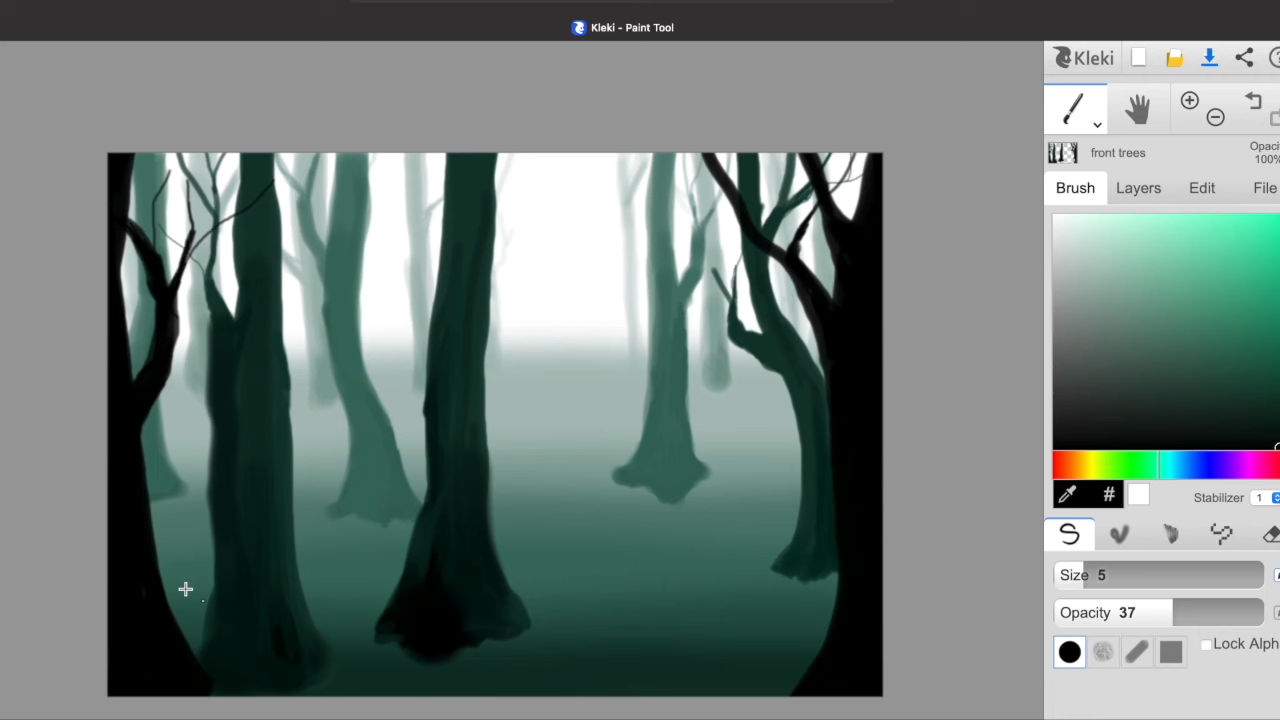 Kleki - Paint Tool
Kleki
front trees
Opacity
100%
Brush Layers Edit File
# Stabilizer 1
Size 5
Opacity 37
Lock Alph